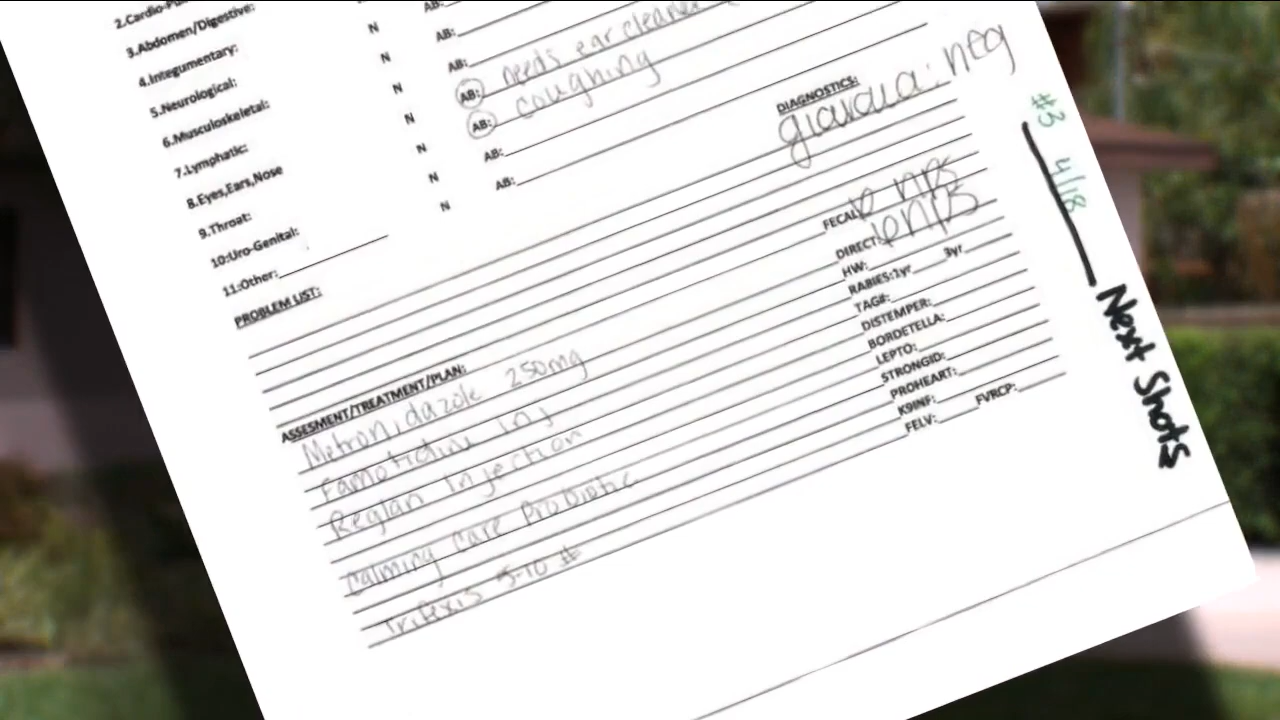 2.Cardio-Pu
3.Abdomen/Digestive: N AB:
4.Integumentary: N AB:
5.Neurological: N AB: needs ear cleaned
6.Musculoskeletal: N AB: coughing
7.Lymphatic: N AB:
8.Eyes,Ears,Nose N AB:
9.Throat: N
10:Uro-Genital:
11:Other:
PROBLEM LIST:
DIAGNOSTICS:
giardia: neg
FECAL nps
DIRECT: nps
HW:
RABIES:1yr 3yr
TAG#:
DISTEMPER:
BORDETELLA:
LEPTO:
STRONGID:
PROHEART:
K9INF: FVRCP:
FELV:
ASSESMENT/TREATMENT/PLAN:
Metronidazole 250mg
Famotidine inj
Reglan Injection
Calming Care Probiotic
Trifexis 5-10 #
#3 4/18
Next Shots